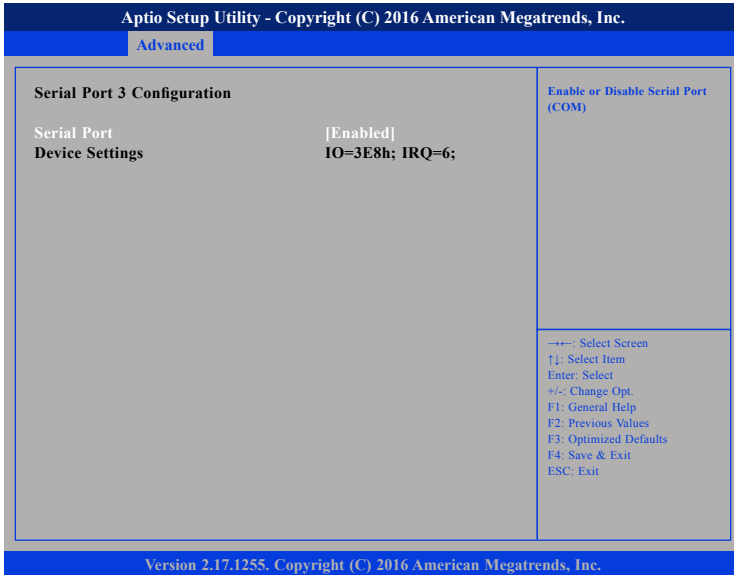 Aptio Setup Utility - Copyright (C) 2016 American Megatrends, Inc.
Advanced
Serial Port 3 Configuration
Serial Port [Enabled]
Device Settings IO=3E8h; IRQ=6;
Enable or Disable Serial Port
(COM)
→←: Select Screen
↑↓: Select Item
Enter: Select
+/-: Change Opt.
F1: General Help
F2: Previous Values
F3: Optimized Defaults
F4: Save & Exit
ESC: Exit
Version 2.17.1255. Copyright (C) 2016 American Megatrends, Inc.